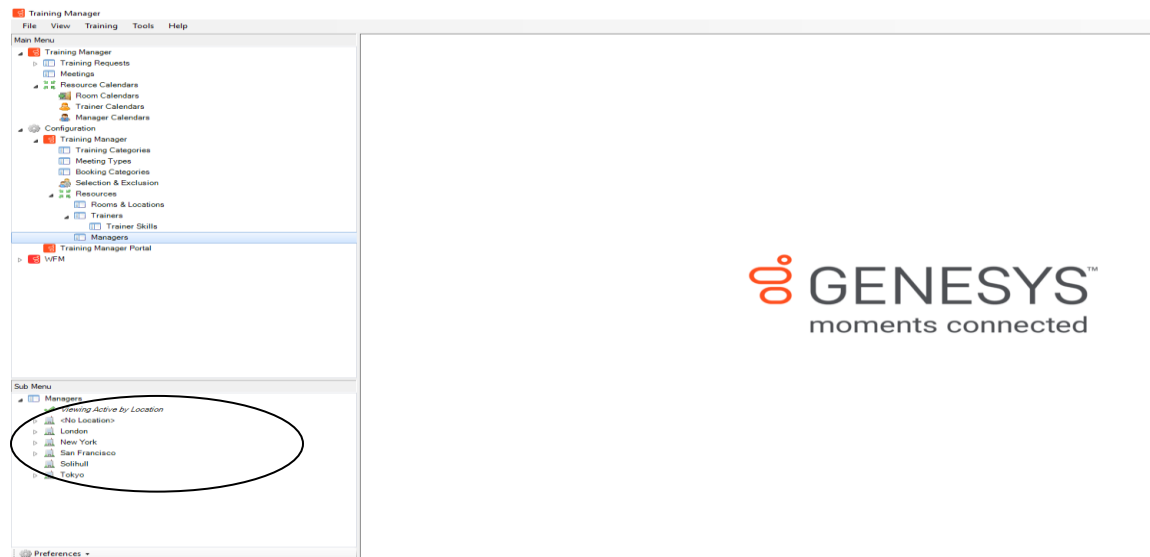 Training Manager
File View Training Tools Help
Main Menu
Training Manager
Training Requests
Meetings
Resource Calendars
Room Calendars
Trainer Calendars
Manager Calendars
Configuration
Training Manager
Training Categories
Meeting Types
Booking Categories
Selection & Exclusion
Resources
Rooms & Locations
Trainers
Trainer Skills
Managers
Training Manager Portal
WFM
GENESYS™
moments connected
Sub Menu
Managers
Viewing Active by Location
<No Location>
London
New York
San Francisco
Solihull
Tokyo
Preferences